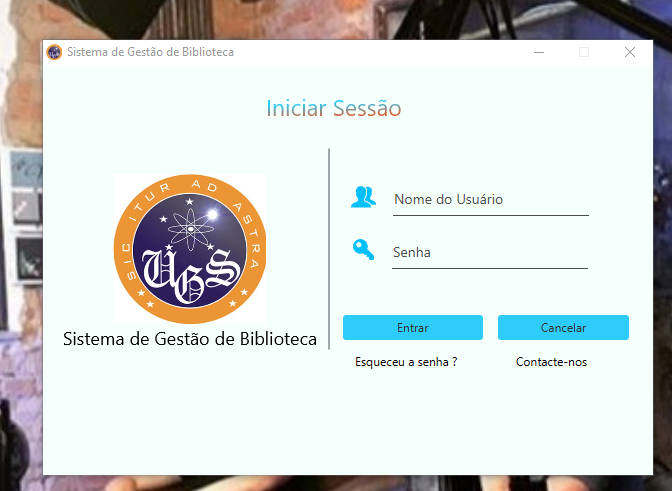 Sistema de Gestão de Biblioteca
Iniciar Sessão
SIC ITUR AD ASTRA
UGS
Sistema de Gestão de Biblioteca
Nome do Usuário
Senha
Entrar
Cancelar
Esqueceu a senha ?
Contacte-nos